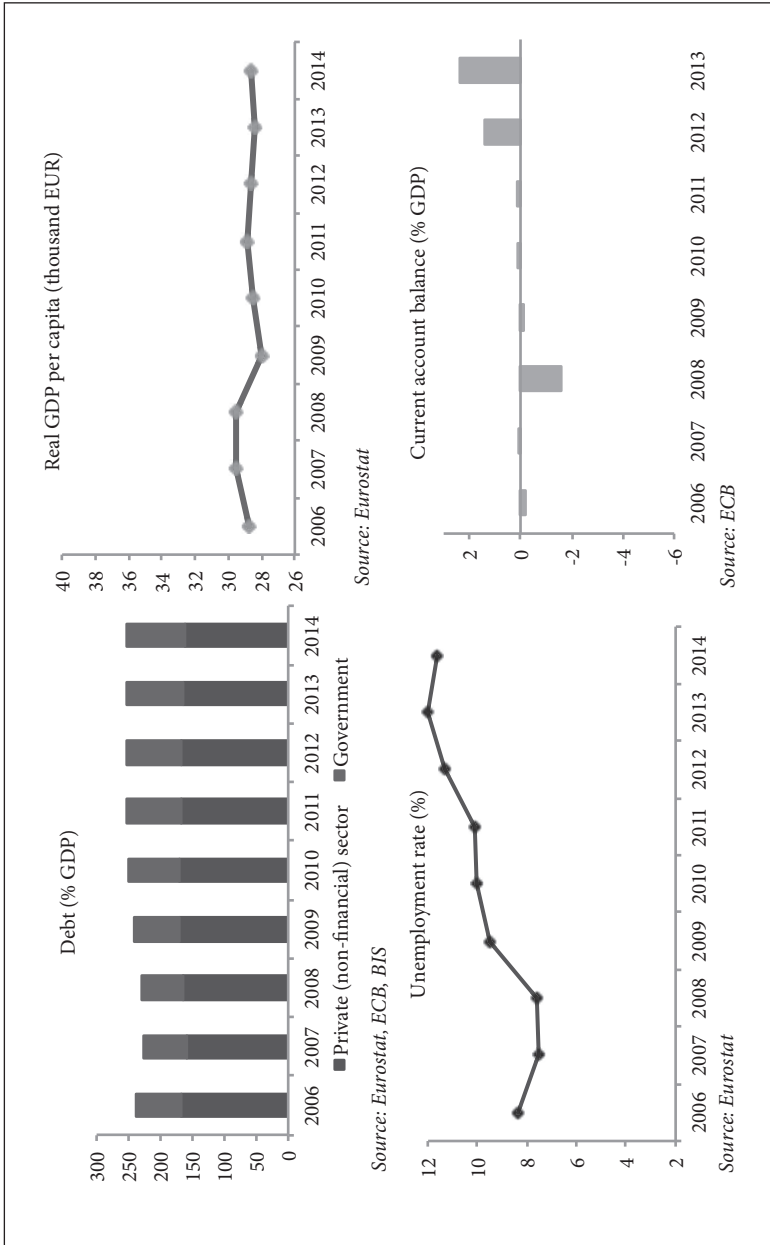 Debt (% GDP)
300
250
200
150
100
50
0
2006 2007 2008 2009 2010 2011 2012 2013 2014
■Private (non-financial) sector ■Government
Source: Eurostat, ECB, BIS
Real GDP per capita (thousand EUR)
40
38
36
34
32
30
28
26
2006 2007 2008 2009 2010 2011 2012 2013 2014
Source: Eurostat
Unemployment rate (%)
12
10
8
6
4
2
2006 2007 2008 2009 2010 2011 2012 2013 2014
Source: Eurostat
Current account balance (% GDP)
2
0
-2
-4
-6
2006 2007 2008 2009 2010 2011 2012 2013
Source: ECB